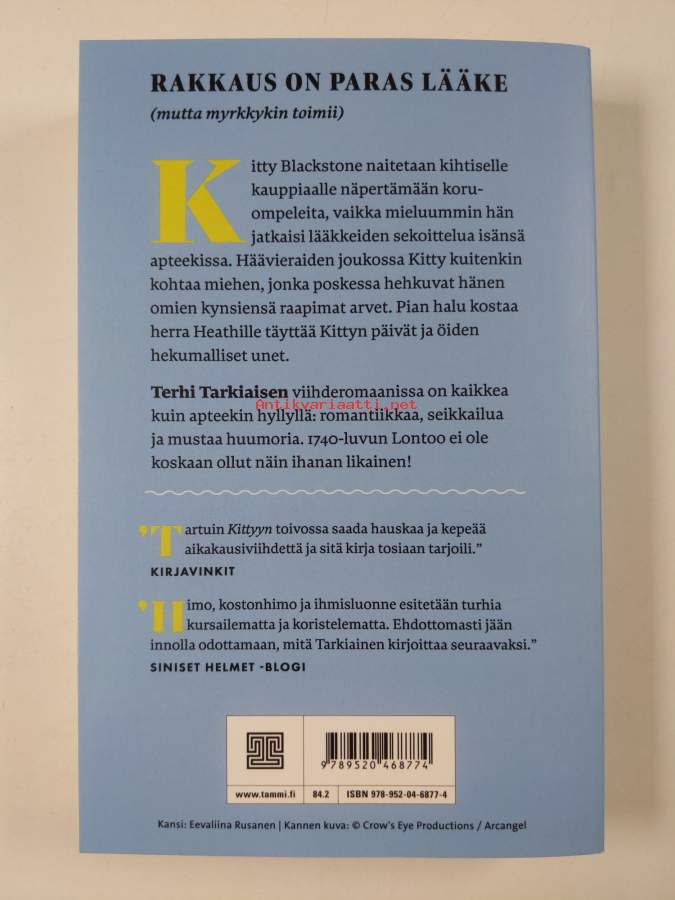 RAKKAUS ON PARAS LÄÄKE
(mutta myrkkykin toimii)
Kitty Blackstone naitetaan kihtiselle
kauppiaalle näpertämään koru-
ompeleita, vaikka mieluummin hän
jatkaisi lääkkeiden sekoittelua isänsä
apteekissa. Häävieraiden joukossa Kitty kuitenkin
kohtaa miehen, jonka poskessa hehkuvat hänen
omien kynsiensä raapimat arvet. Pian halu kostaa
herra Heathille täyttää Kittyn päivät ja öiden
hekumalliset unet.
Terhi Tarkiaisen viihderomaanissa on kaikkea
Antikvariaatti.net
kuin apteekin hyllyllä: romantiikkaa, seikkailua
ja mustaa huumoria. 1740-luvun Lontoo ei ole
koskaan ollut näin ihanan likainen!
’Tartuin Kittyyn toivossa saada hauskaa ja kepeää
aikakausiviihdettä ja sitä kirja tosiaan tarjoili.”
KIRJAVINKIT
’Himo, kostonhimo ja ihmisluonne esitetään turhia
kursailematta ja koristelematta. Ehdottomasti jään
innolla odottamaan, mitä Tarkiainen kirjoittaa seuraavaksi.”
SINISET HELMET -BLOGI
9 789520 468774
www.tammi.fi 84.2 ISBN 978-952-04-6877-4
Kansi: Eevaliina Rusanen | Kannen kuva: © Crow's Eye Productions / Arcangel